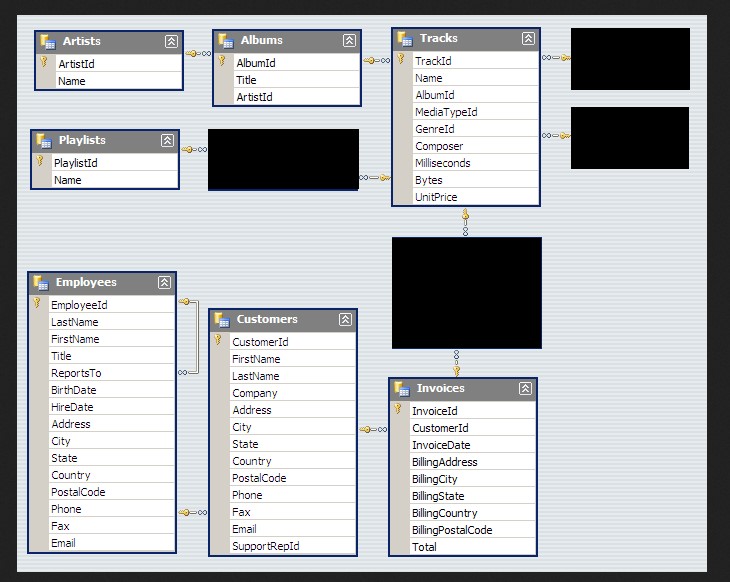 Artists
ArtistId
Name
Albums
AlbumId
Title
ArtistId
Tracks
TrackId
Name
AlbumId
MediaTypeId
GenreId
Composer
Milliseconds
Bytes
UnitPrice
Playlists
PlaylistId
Name
Employees
EmployeeId
LastName
FirstName
Title
ReportsTo
BirthDate
HireDate
Address
City
State
Country
PostalCode
Phone
Fax
Email
Customers
CustomerId
FirstName
LastName
Company
Address
City
State
Country
PostalCode
Phone
Fax
Email
SupportRepId
Invoices
InvoiceId
CustomerId
InvoiceDate
BillingAddress
BillingCity
BillingState
BillingCountry
BillingPostalCode
Total